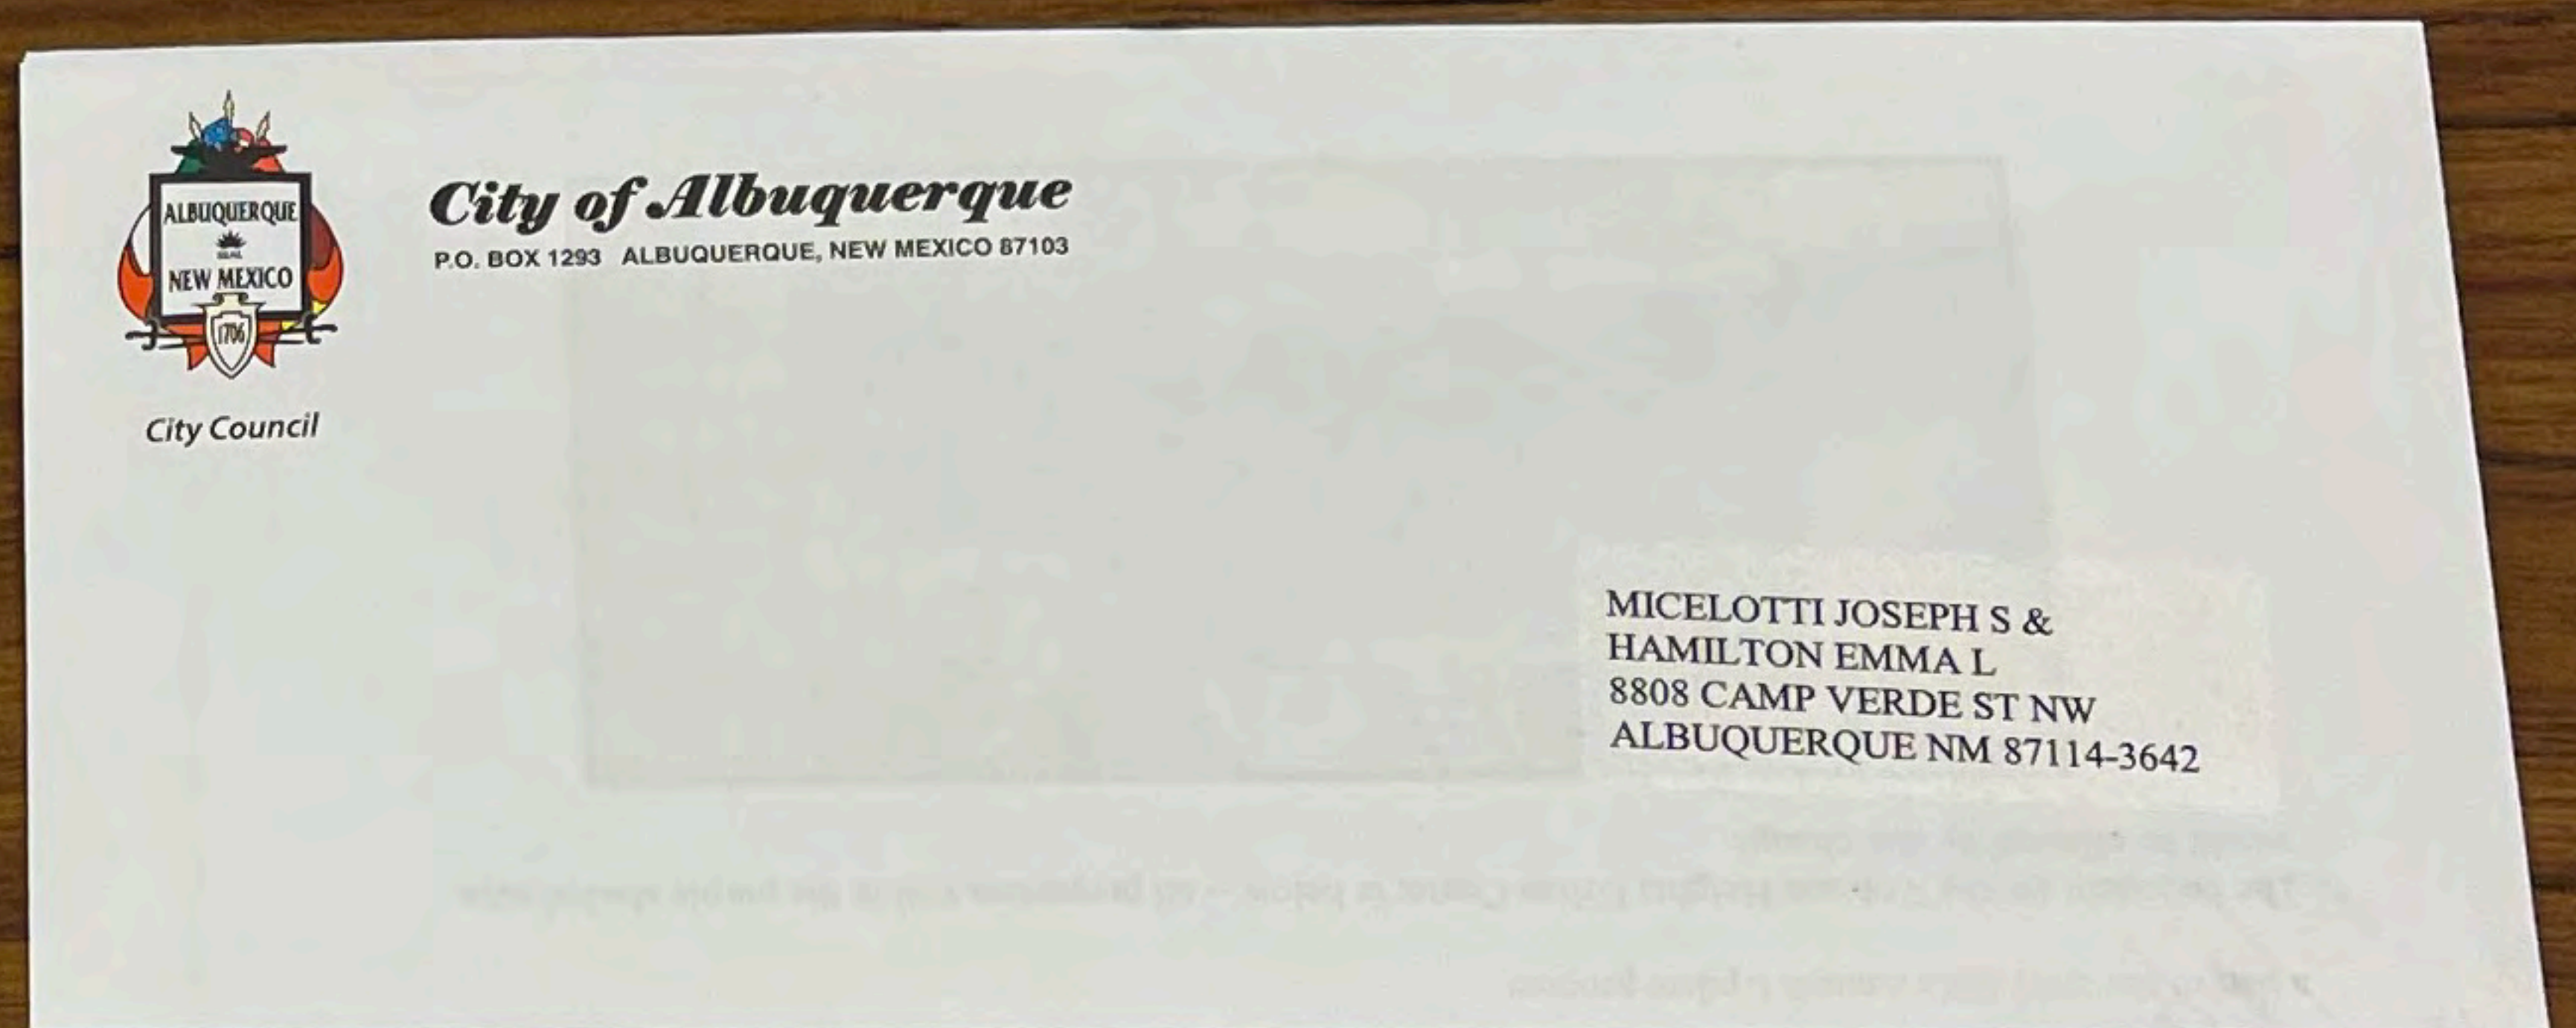 ALBUQUERQUE
NEW MEXICO
1706
City Council
City of Albuquerque
P.O. BOX 1293 ALBUQUERQUE, NEW MEXICO 87103
MICELOTTI JOSEPH S &
HAMILTON EMMA L
8808 CAMP VERDE ST NW
ALBUQUERQUE NM 87114-3642